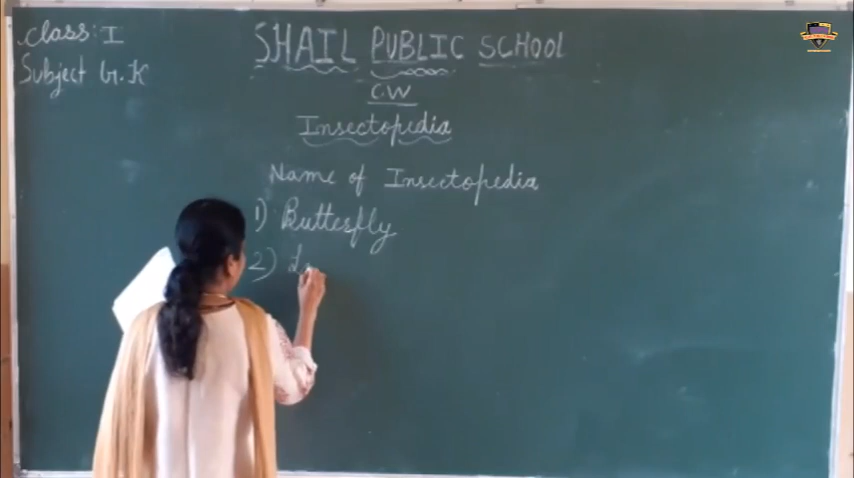 class: I
Subject G.K
SHAIL PUBLIC SCHOOL
C.W
Insectopedia
Name of Insectopedia
1) Butterfly
2)